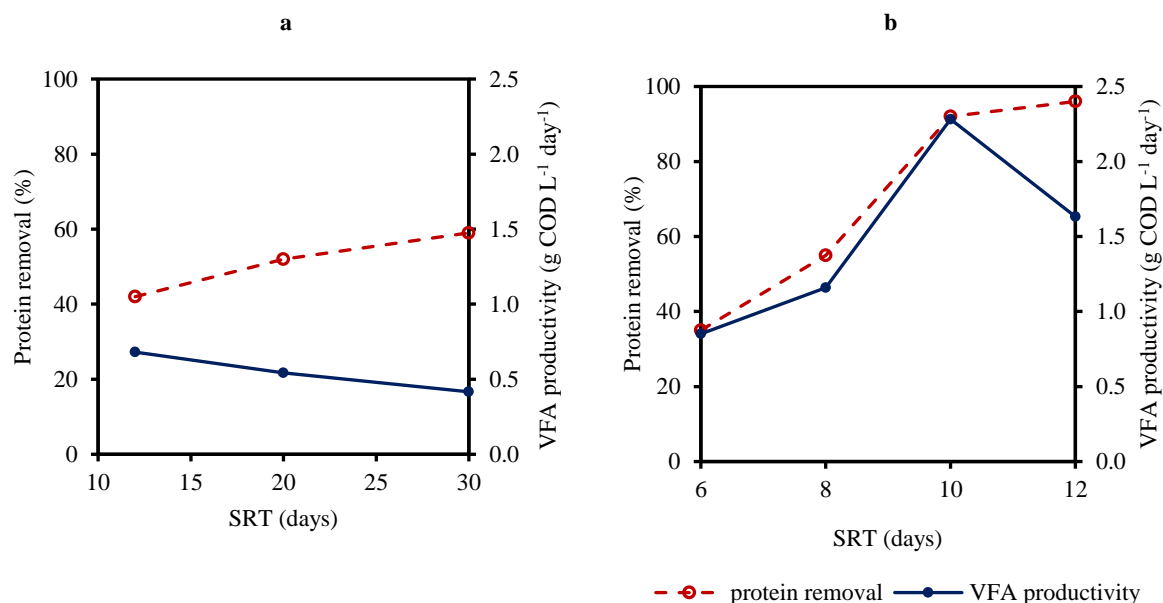 a
100
80
60
40
20
0
Protein removal (%)
2.5
2.0
1.5
1.0
0.5
0.0
VFA productivity (g COD L⁻¹ day⁻¹)
10 15 20 25 30
SRT (days)
b
100
80
60
40
20
0
Protein removal (%)
2.5
2.0
1.5
1.0
0.5
0.0
VFA productivity (g COD L⁻¹ day⁻¹)
6 8 10 12
SRT (days)
protein removal VFA productivity